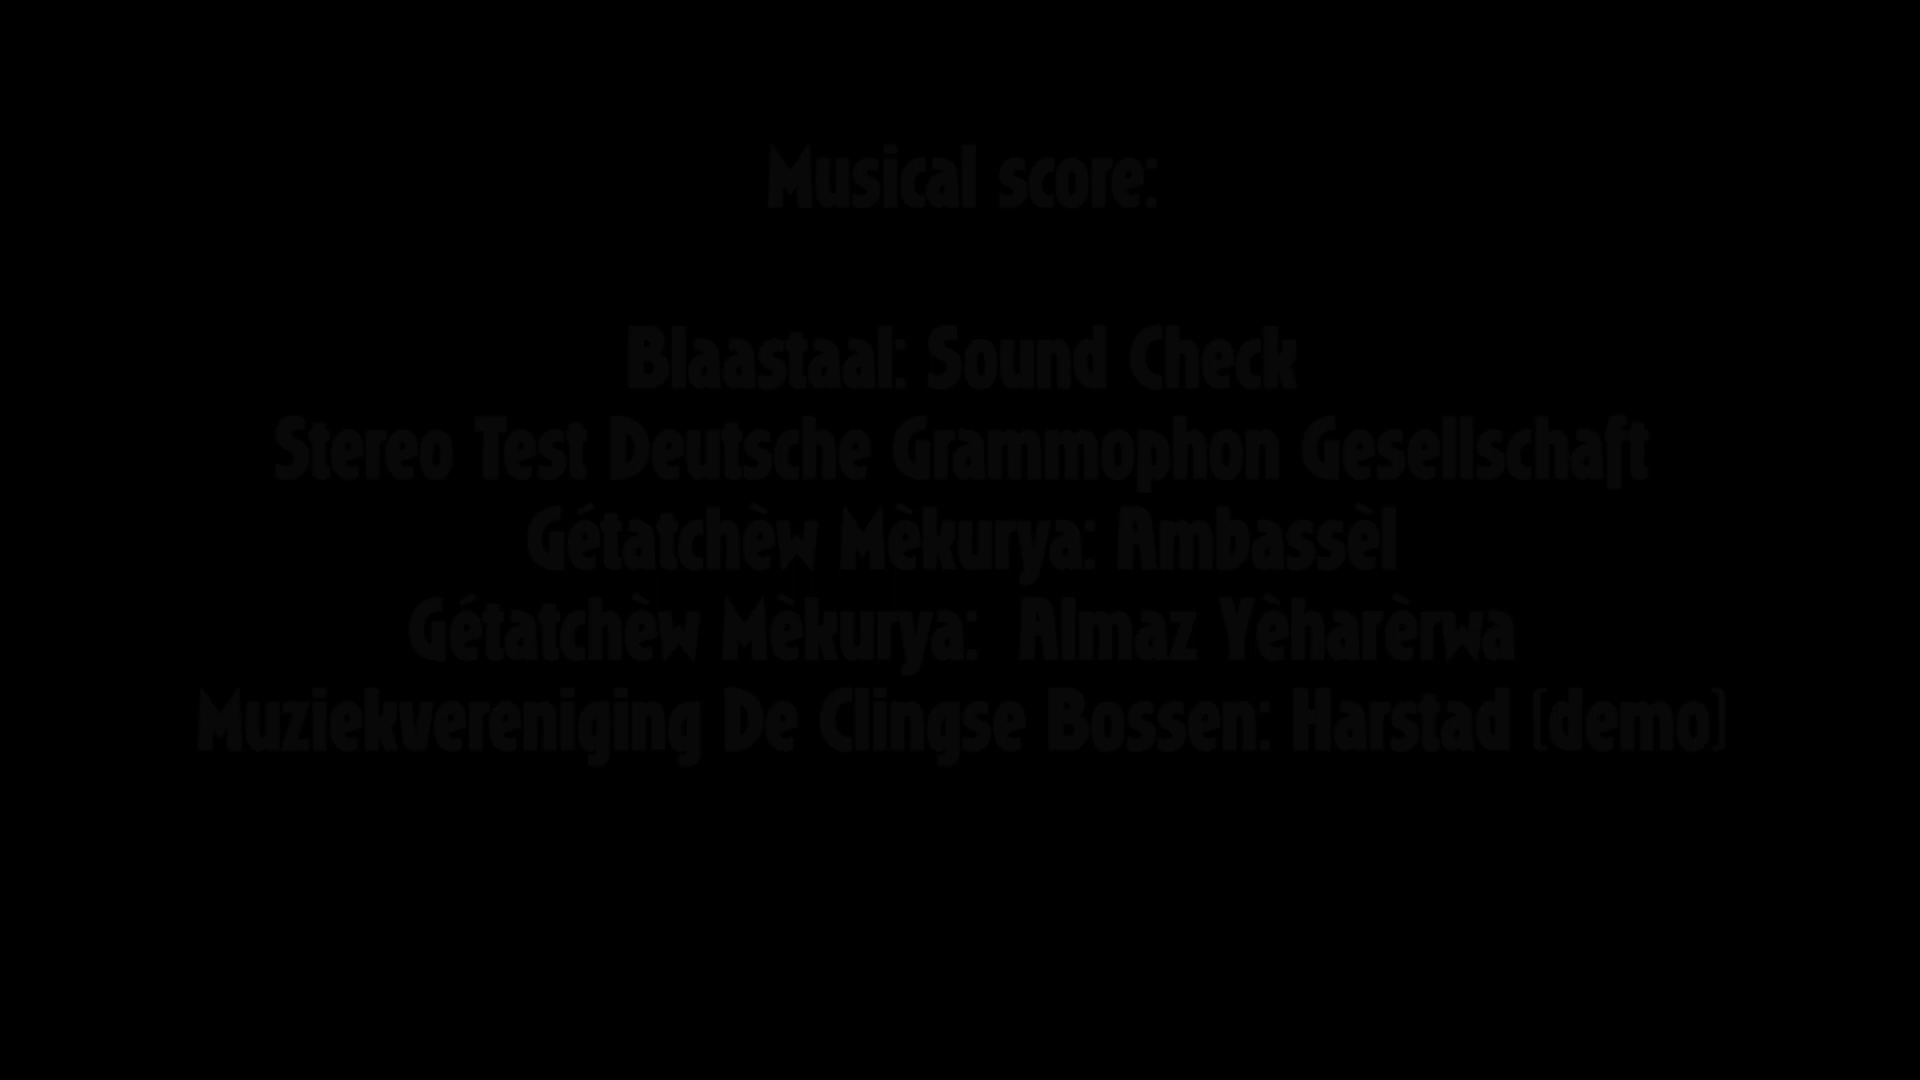 Musical score:
Blaastaal: Sound Check
Stereo Test Deutsche Grammophon Gesellschaft
Gétatchèw Mèkurya: Ambassèl
Gétatchèw Mèkurya: Almaz Yèharèrwa
Muziekvereniging De Clingse Bossen: Harstad (demo)